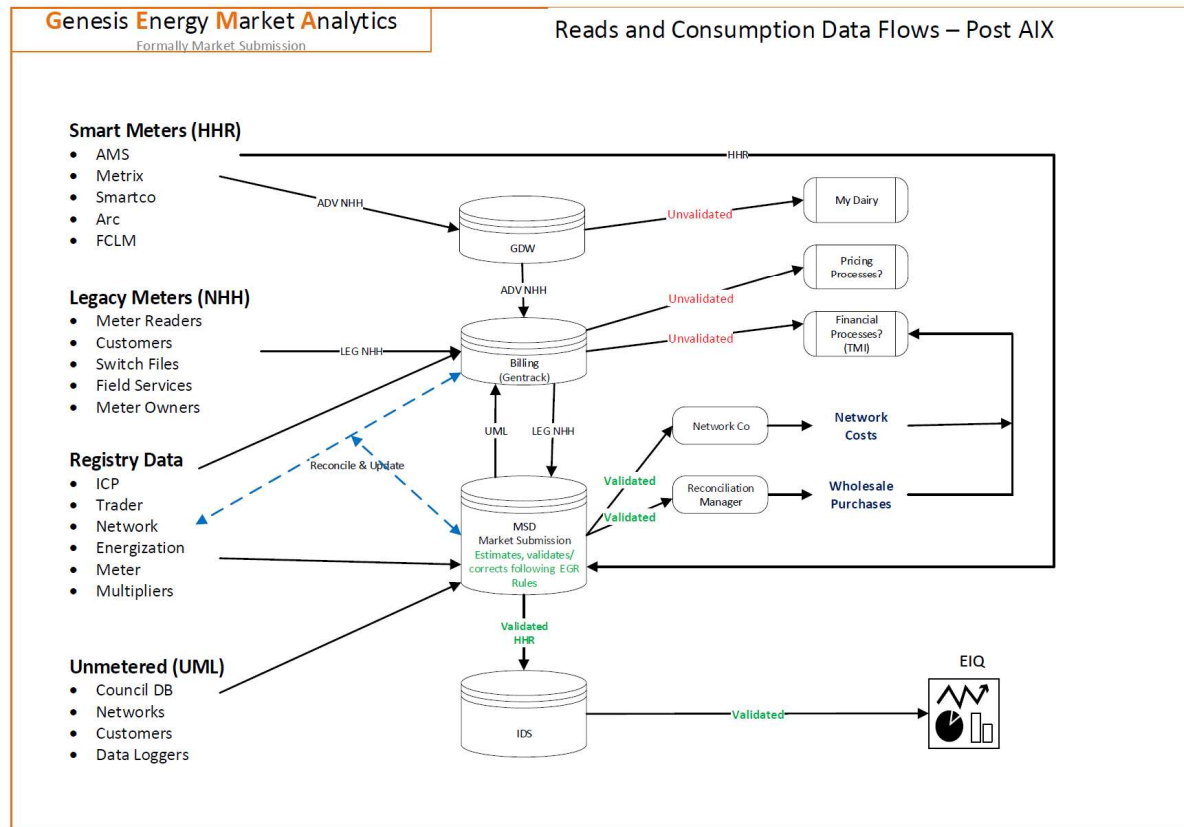 Genesis Energy Market Analytics
Formally Market Submission
Reads and Consumption Data Flows – Post AIX
Smart Meters (HHR)
• AMS
• Metrix
• Smartco
• Arc
• FCLM
HHR
ADV NHH
GDW
Unvalidated
My Dairy
ADV NHH
Pricing
Processes?
Unvalidated
Legacy Meters (NHH)
• Meter Readers
• Customers
• Switch Files
• Field Services
• Meter Owners
LEG NHH
Billing
(Gentrack)
Unvalidated
Financial
Processes?
(TMI)
UML
LEG NHH
Network Co
Network
Costs
Registry Data
• ICP
• Trader
• Network
• Energization
• Meter
• Multipliers
Reconcile & Update
Validated
Validated
Reconciliation
Manager
Wholesale
Purchases
MSD
Market Submission
Estimates, validates/
corrects following EGR
Rules
Validated
HHR
Unmetered (UML)
• Council DB
• Networks
• Customers
• Data Loggers
IDS
Validated
EIQ